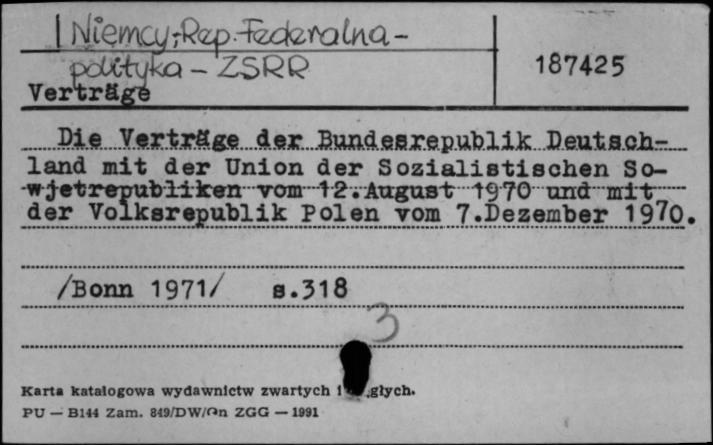 Niemcy; Rep. Federalna -
polityka - ZSRR
187425
Verträge
Die Verträge der Bundesrepublik Deutsch-
land mit der Union der Sozialistischen So-
wjetrepubliken vom 12.August 1970 und mit
der Volksrepublik Polen vom 7.Dezember 1970.
/Bonn 1971/ s.318
3
Karta katalogowa wydawnictw zwartych i głych.
PU — B144 Zam. 849/DW/On ZGG — 1991